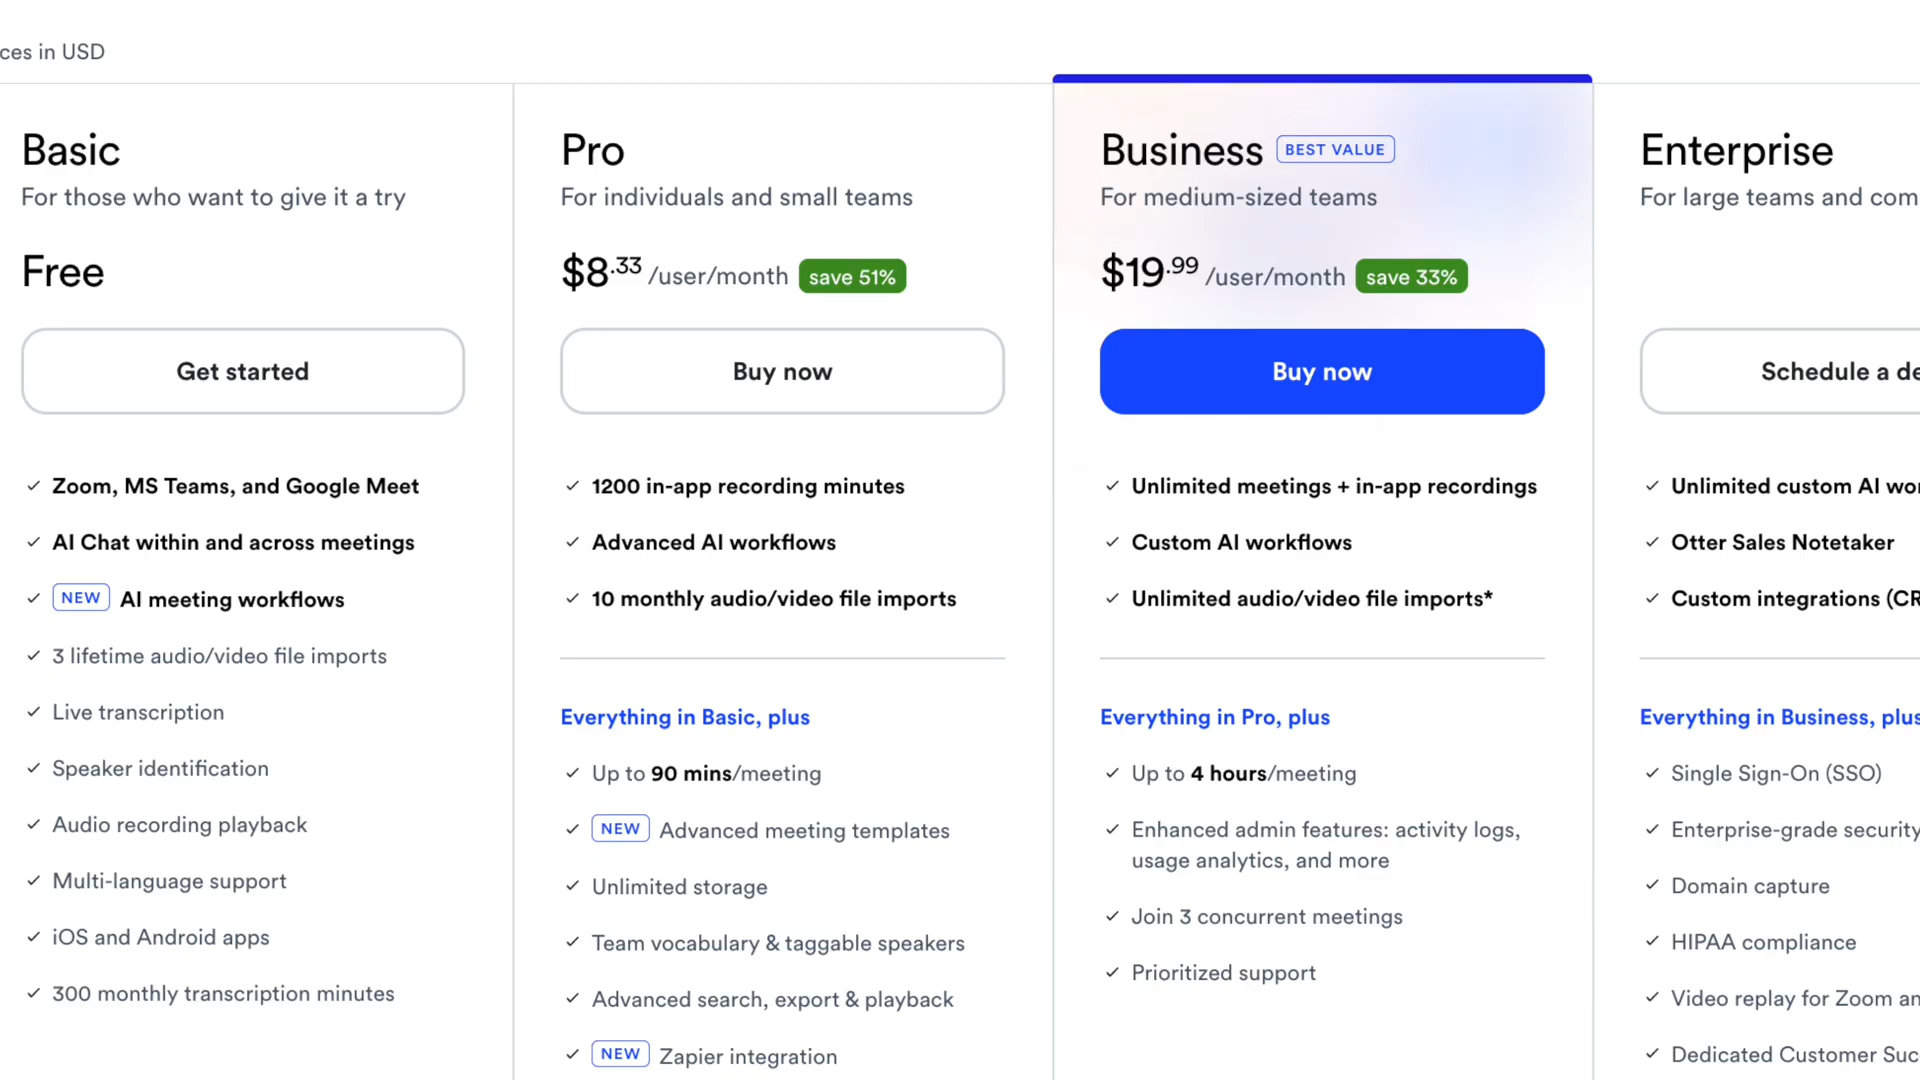 ces in USD
Basic
For those who want to give it a try
Free
Get started
Zoom, MS Teams, and Google Meet
AI Chat within and across meetings
NEW AI meeting workflows
3 lifetime audio/video file imports
Live transcription
Speaker identification
Audio recording playback
Multi-language support
iOS and Android apps
300 monthly transcription minutes
Pro
For individuals and small teams
$8.33 /user/month save 51%
Buy now
1200 in-app recording minutes
Advanced AI workflows
10 monthly audio/video file imports
Everything in Basic, plus
Up to 90 mins/meeting
NEW Advanced meeting templates
Unlimited storage
Team vocabulary & taggable speakers
Advanced search, export & playback
NEW Zapier integration
Business BEST VALUE
For medium-sized teams
$19.99 /user/month save 33%
Buy now
Unlimited meetings + in-app recordings
Custom AI workflows
Unlimited audio/video file imports*
Everything in Pro, plus
Up to 4 hours/meeting
Enhanced admin features: activity logs,
usage analytics, and more
Join 3 concurrent meetings
Prioritized support
Enterprise
For large teams and com
Schedule a de
Unlimited custom AI wor
Otter Sales Notetaker
Custom integrations (CR
Everything in Business, plus
Single Sign-On (SSO)
Enterprise-grade security
Domain capture
HIPAA compliance
Video replay for Zoom an
Dedicated Customer Suc